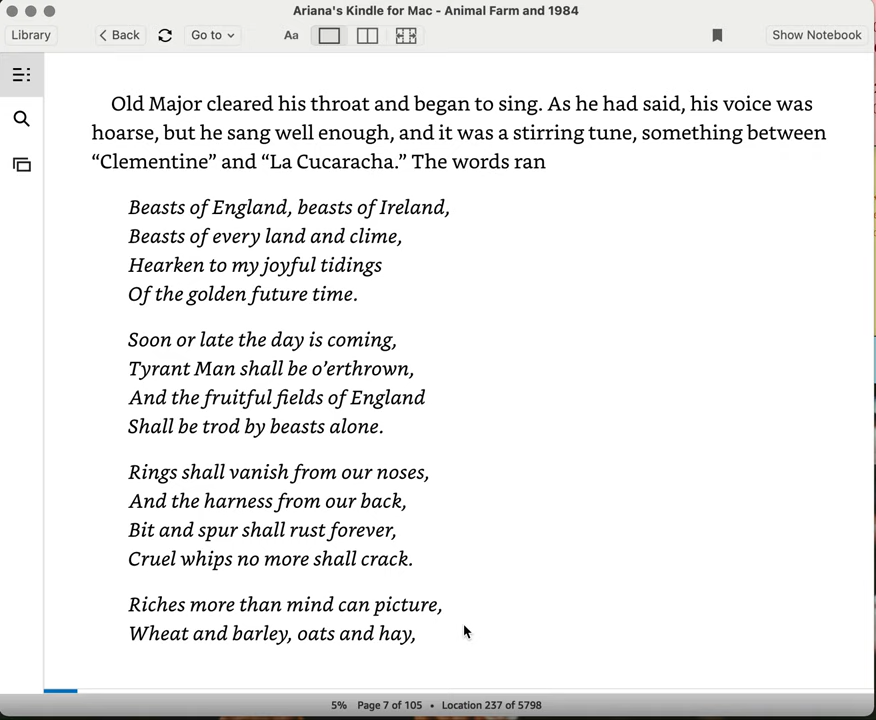 Ariana's Kindle for Mac - Animal Farm and 1984
Library
Back
Go to
Aa
Show Notebook
Old Major cleared his throat and began to sing. As he had said, his voice was
hoarse, but he sang well enough, and it was a stirring tune, something between
“Clementine” and “La Cucaracha.” The words ran
Beasts of England, beasts of Ireland,
Beasts of every land and clime,
Hearken to my joyful tidings
Of the golden future time.
Soon or late the day is coming,
Tyrant Man shall be o’erthrown,
And the fruitful fields of England
Shall be trod by beasts alone.
Rings shall vanish from our noses,
And the harness from our back,
Bit and spur shall rust forever,
Cruel whips no more shall crack.
Riches more than mind can picture,
Wheat and barley, oats and hay,
5% Page 7 of 105 • Location 237 of 5798